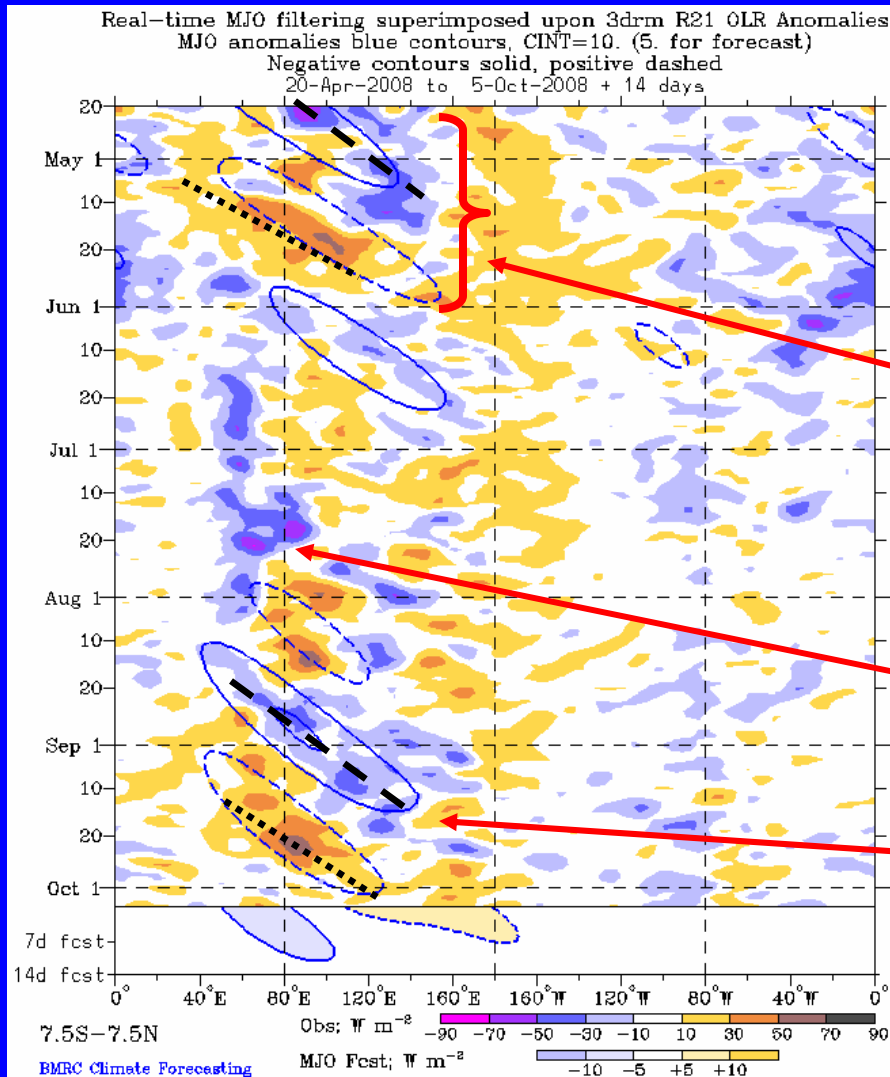 Real-time MJO filtering superimposed upon 3drm R21 OLR Anomalies
MJO anomalies blue contours, CINT=10. (5. for forecast)
Negative contours solid, positive dashed
20-Apr-2008 to 5-Oct-2008 + 14 days
20
May 1
10
20
Jun 1
10
20
Jul 1
10
20
Aug 1
10
20
Sep 1
10
20
Oct 1
7d fcst
14d fcst
0° 40°E 80°E 120°E 160°E 160°W 120°W 80°W 40°W 0°
7.5S-7.5N
Obs; W m⁻²
-90 -70 -50 -30 -10 10 30 50 70 90
BMRC Climate Forecasting
MJO Fcst; W m⁻²
-10 -5 +5 +10